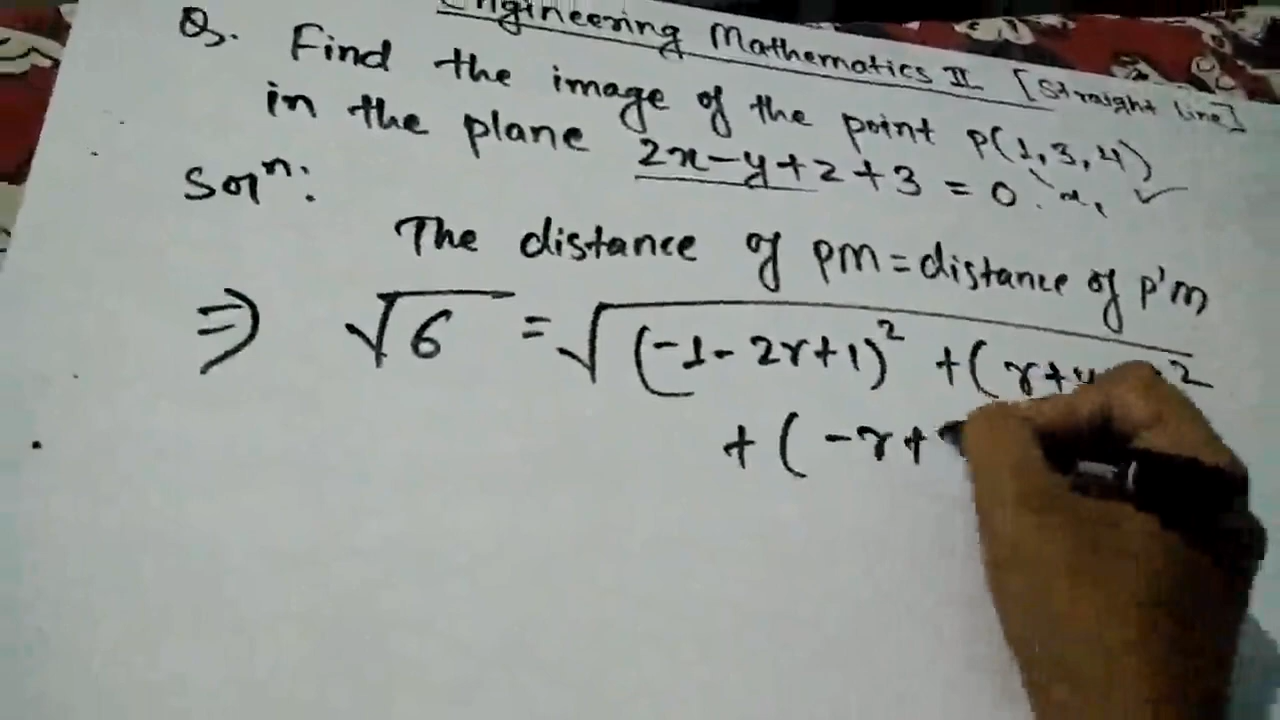 Engineering Mathematics II [Straight line]
Q. Find the image of the point P(1,3,4)
in the plane 2x-y+z+3=0.
Solⁿ:
The distance of PM = distance of P'M
⇒ √6 = √(-1-2r+1)² + (r+4
+(-r+